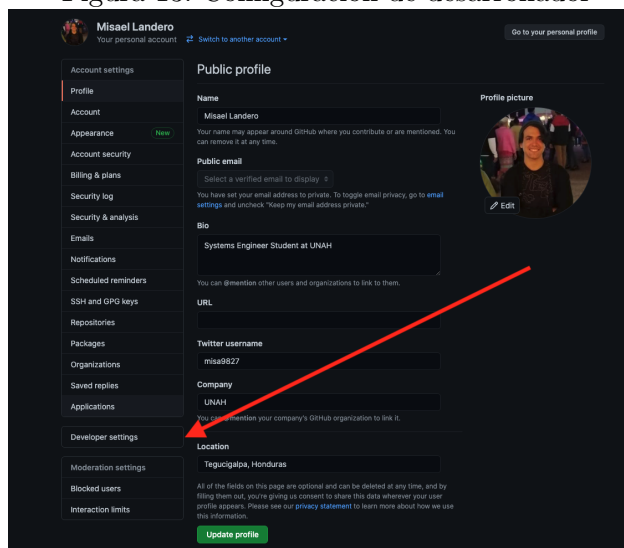 Figura 13: Configuración de desarrollador
Misael Landero
Your personal account
Switch to another account
Go to your personal profile
Account settings
Profile
Account
Appearance New
Account security
Billing & plans
Security log
Security & analysis
Emails
Notifications
Scheduled reminders
SSH and GPG keys
Repositories
Packages
Organizations
Saved replies
Applications
Developer settings
Moderation settings
Blocked users
Interaction limits
Public profile
Name
Misael Landero
Your name may appear around GitHub where you contribute or are mentioned. You
can remove it at any time.
Public email
Select a verified email to display
You have set your email address to private. To toggle email privacy, go to email
settings and uncheck "Keep my email address private."
Bio
Systems Engineer Student at UNAH
You can @mention other users and organizations to link to them.
URL
Twitter username
misa9827
Company
UNAH
You can @mention your company's GitHub organization to link it.
Location
Tegucigalpa, Honduras
All of the fields on this page are optional and can be deleted at any time, and by
filling them out, you're giving us consent to share this data wherever your user
profile appears. Please see our privacy statement to learn more about how we use
this information.
Update profile
Profile picture
Edit